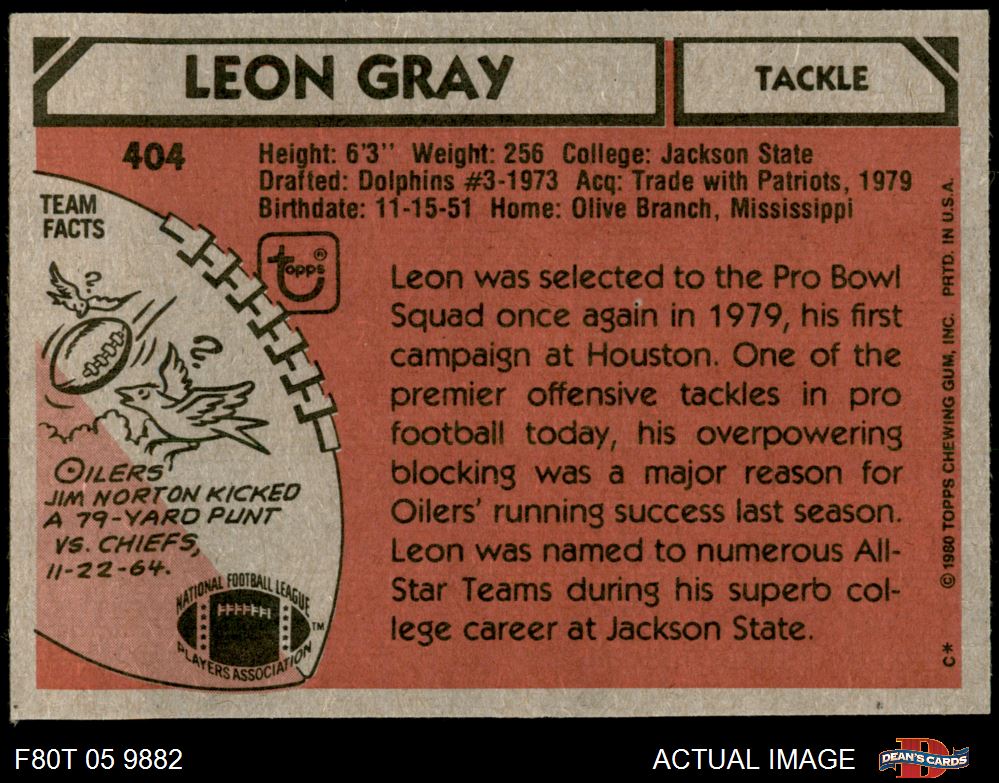 LEON GRAY
TACKLE
404
Height: 6'3" Weight: 256 College: Jackson State
Drafted: Dolphins #3-1973 Acq: Trade with Patriots, 1979
Birthdate: 11-15-51 Home: Olive Branch, Mississippi
TEAM
FACTS
topps®
Leon was selected to the Pro Bowl
Squad once again in 1979, his first
campaign at Houston. One of the
premier offensive tackles in pro
football today, his overpowering
blocking was a major reason for
Oilers' running success last season.
Leon was named to numerous All-
Star Teams during his superb col-
lege career at Jackson State.
? ?
OILERS'
JIM NORTON KICKED
A 79-YARD PUNT
VS. CHIEFS,
11-22-64.
NATIONAL FOOTBALL LEAGUE
PLAYERS ASSOCIATION
TM
C* © 1980 TOPPS CHEWING GUM, INC. PRTD. IN U.S.A.
F80T 05 9882
ACTUAL IMAGE
DEAN'S CARDS